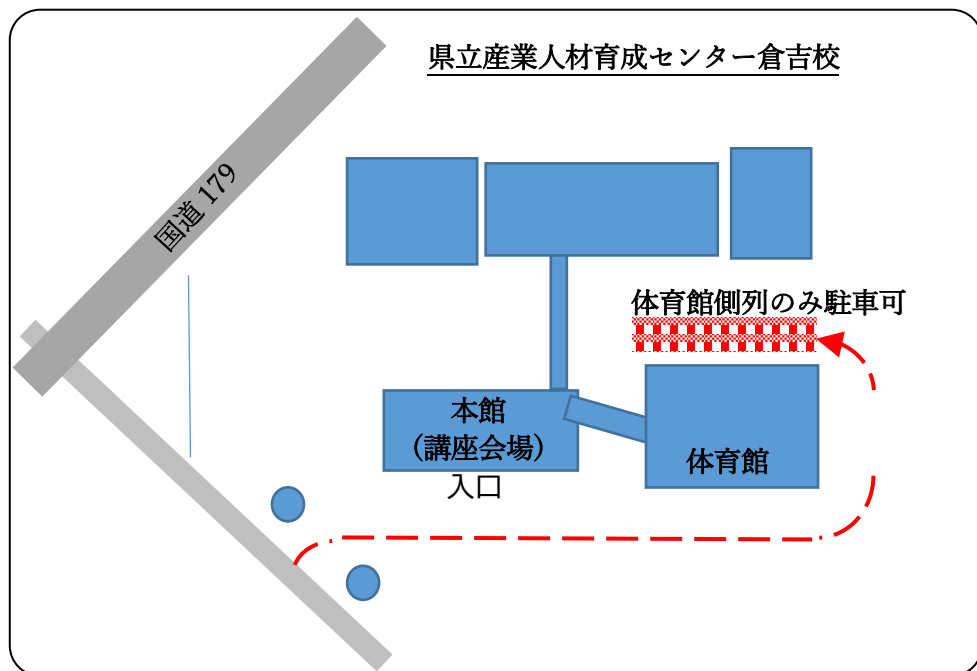 県立産業人材育成センター倉吉校
国道 179
体育館側列のみ駐車可
本館
(講座会場)
体育館
入口